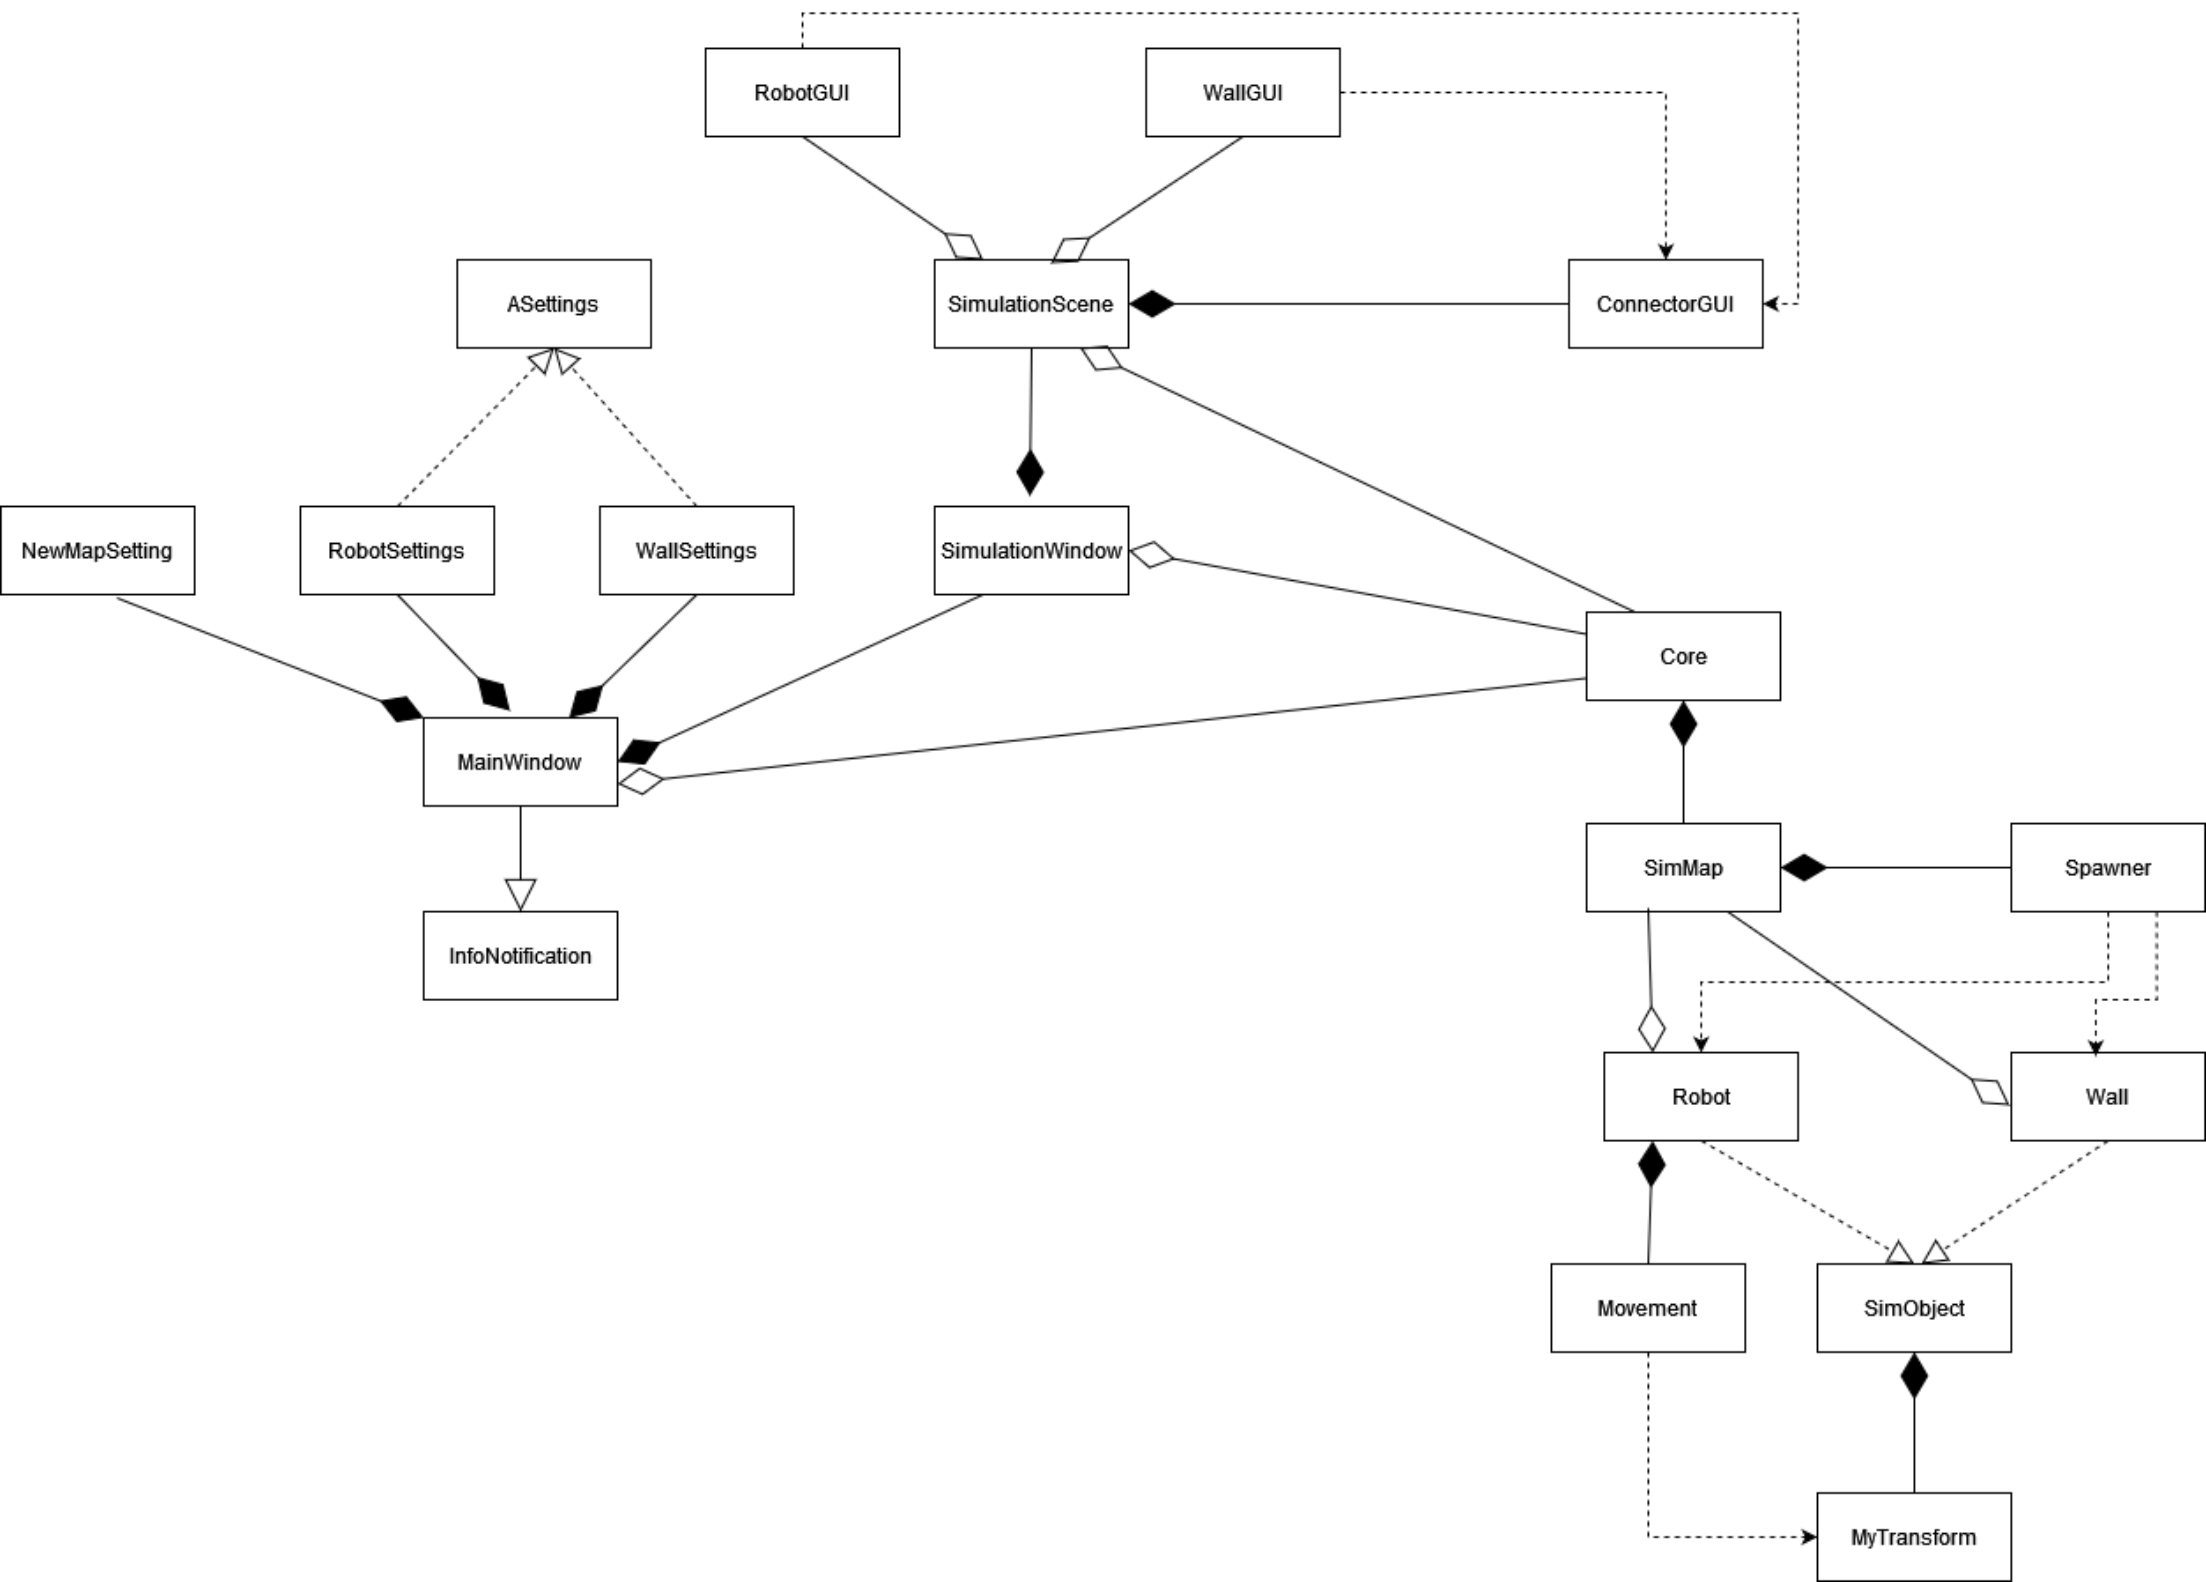 RobotGUI
WallGUI
ASettings
SimulationScene
ConnectorGUI
NewMapSetting
RobotSettings
WallSettings
SimulationWindow
Core
MainWindow
SimMap
Spawner
InfoNotification
Robot
Wall
Movement
SimObject
MyTransform